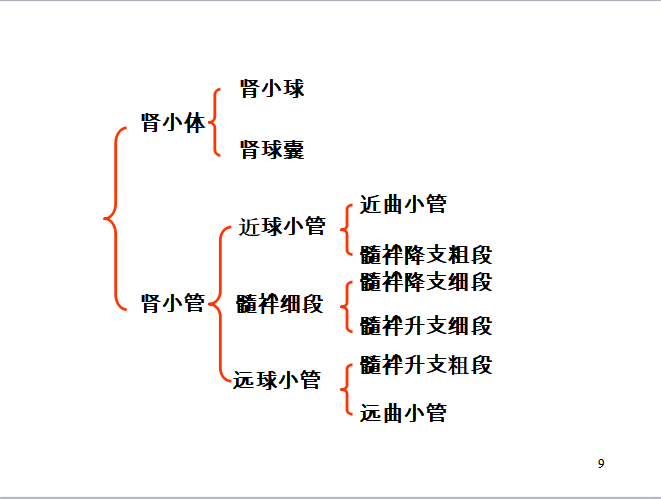 肾小球
肾小体
肾球囊
近曲小管
近球小管
髓袢降支粗段
髓袢降支细段
肾小管
髓袢细段
髓袢升支细段
髓袢升支粗段
远球小管
远曲小管
9